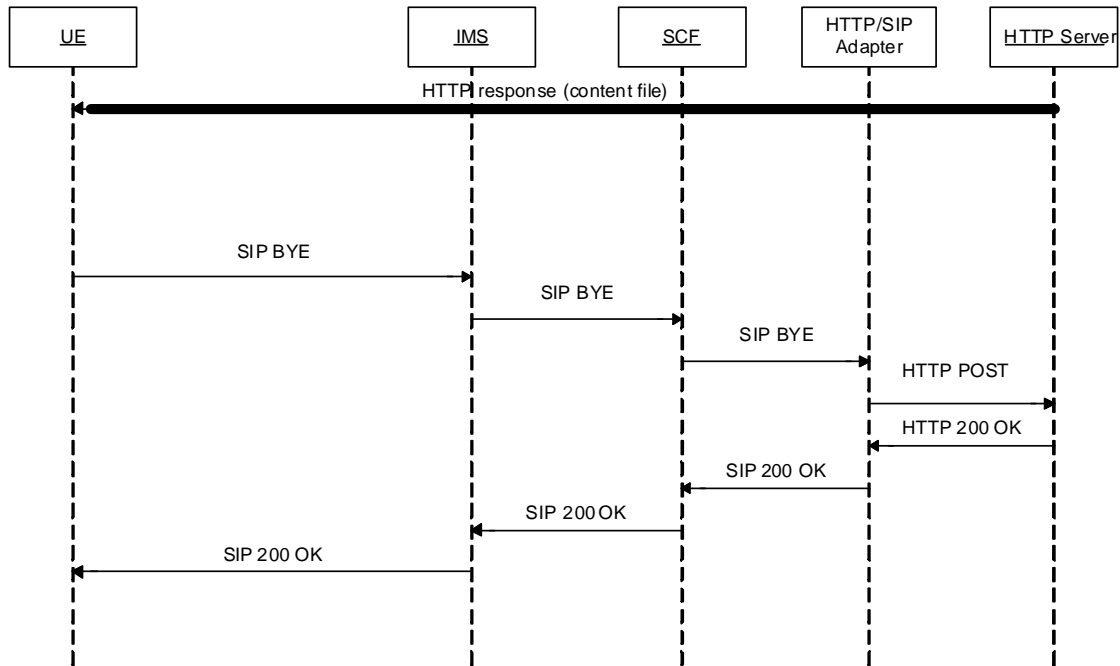 UE
IMS
SCF
HTTP/SIP
Adapter
HTTP Server
HTTP response (content file)
SIP BYE
SIP BYE
SIP BYE
HTTP POST
HTTP 200 OK
SIP 200 OK
SIP 200 OK
SIP 200 OK